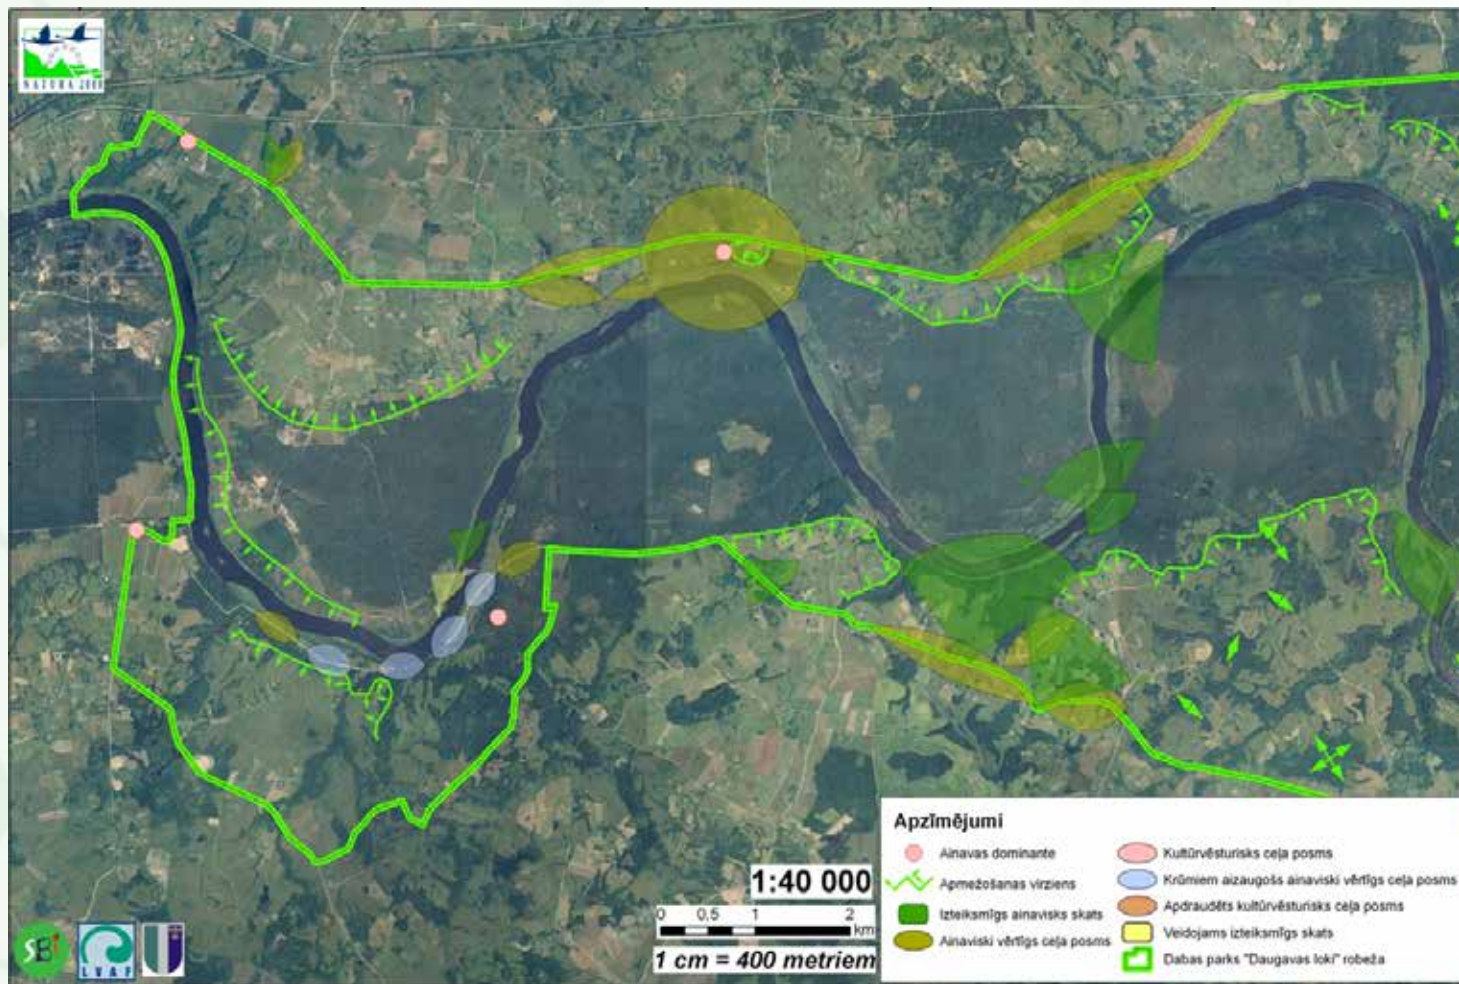 NATURA 2000
1:40 000
0 0,5 1 2
km
1 cm = 400 metriem
Apzīmējumi
Ainavas dominante
Apmežošanas virziens
Izteiksmīgs ainavisks skats
Ainaviski vērtīgs ceļa posms
Kultūrvēsturisks ceļa posms
Krūmiem aizaugošs ainaviski vērtīgs ceļa posms
Apdraudēts kultūrvēsturisks ceļa posms
Veidojams izteiksmīgs skats
Dabas parks "Daugavas loki" robeža
SBi
LVAF